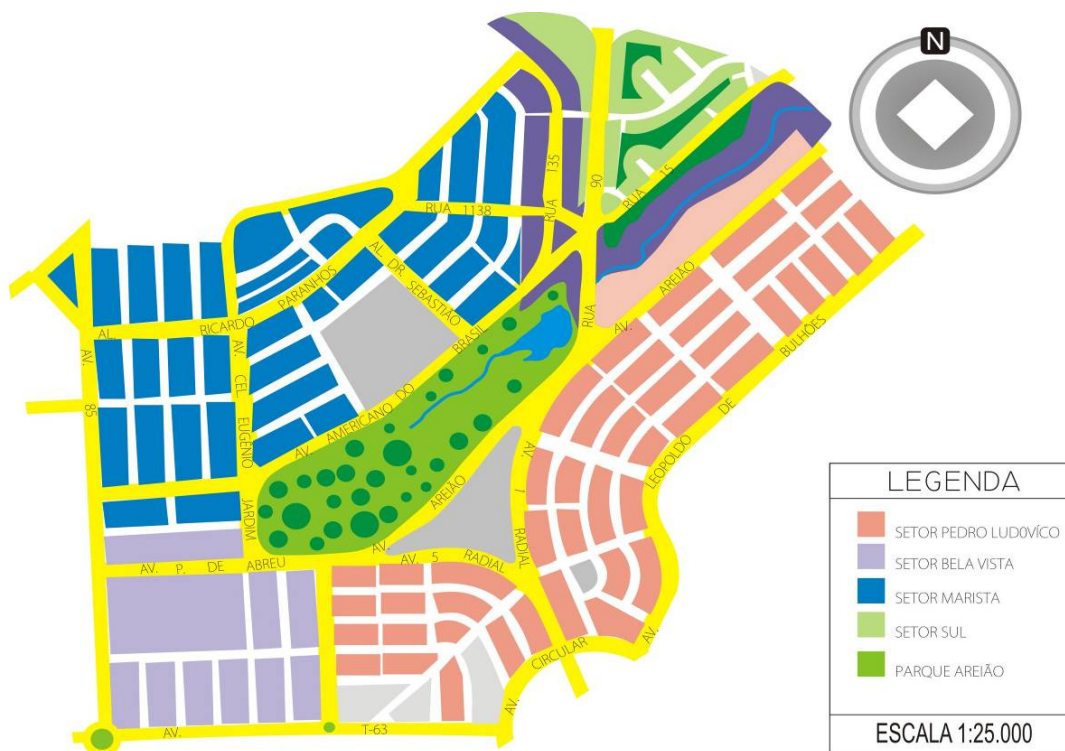 N
RUA 135
90
RUA 15
RUA 1138
AL. DR. SEBASTIÃO
PARANHOS
RICARDO
AL.
AV.
85
AV. CEL. EUGÊNIO
JARDIM
AV. AMERICANO DO BRASIL
RUA
AV. AREIÃO
AV. LEOPOLDO DE BULHÕES
AV. AREIÃO
AV. 1 RADIAL
AV. 5 RADIAL
AV. P. DE ABREU
AV. CIRCULAR
AV. T-63
LEGENDA
SETOR PEDRO LUDOVÍCO
SETOR BELA VISTA
SETOR MARISTA
SETOR SUL
PARQUE AREIÃO
ESCALA 1:25.000